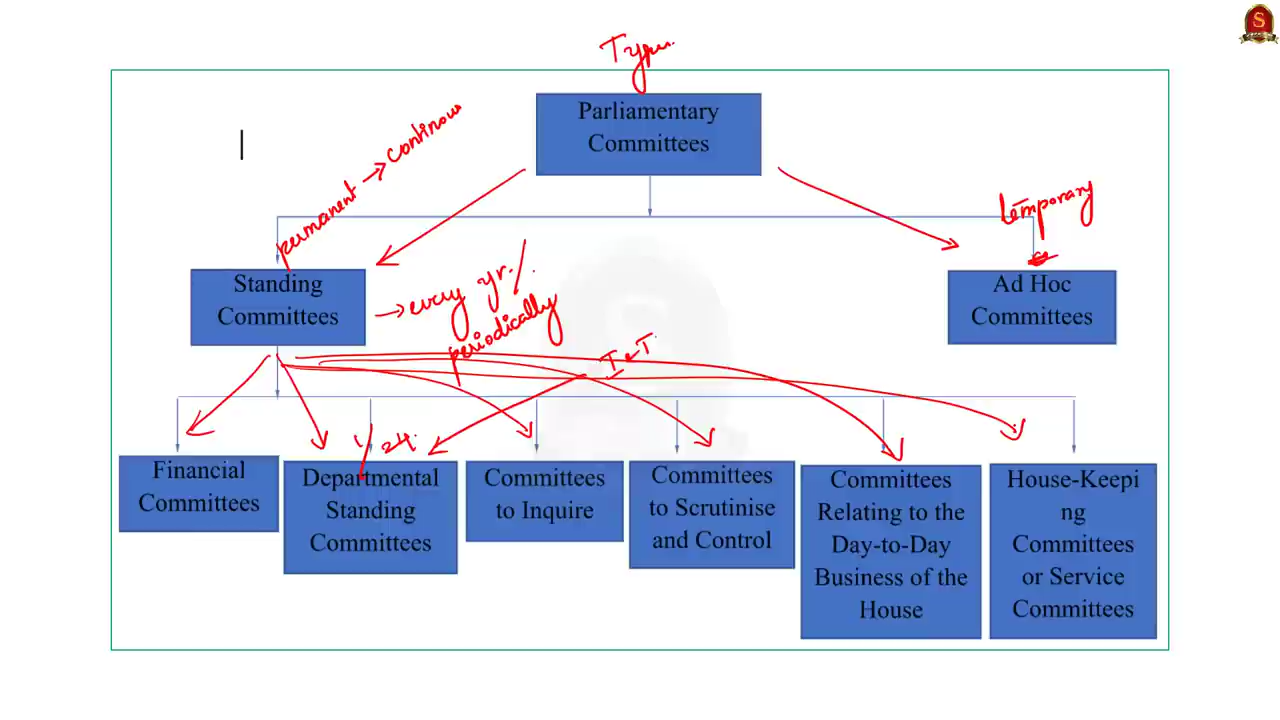 S
Types
Parliamentary
Committees
permanent → continous
temporary
Standing
Committees
→ every yr. /
periodically
Ad Hoc
Committees
I & T
24
Financial
Committees
Departmental
Standing
Committees
Committees
to Inquire
Committees
to Scrutinise
and Control
Committees
Relating to the
Day-to-Day
Business of the
House
House-Keepi
ng
Committees
or Service
Committees